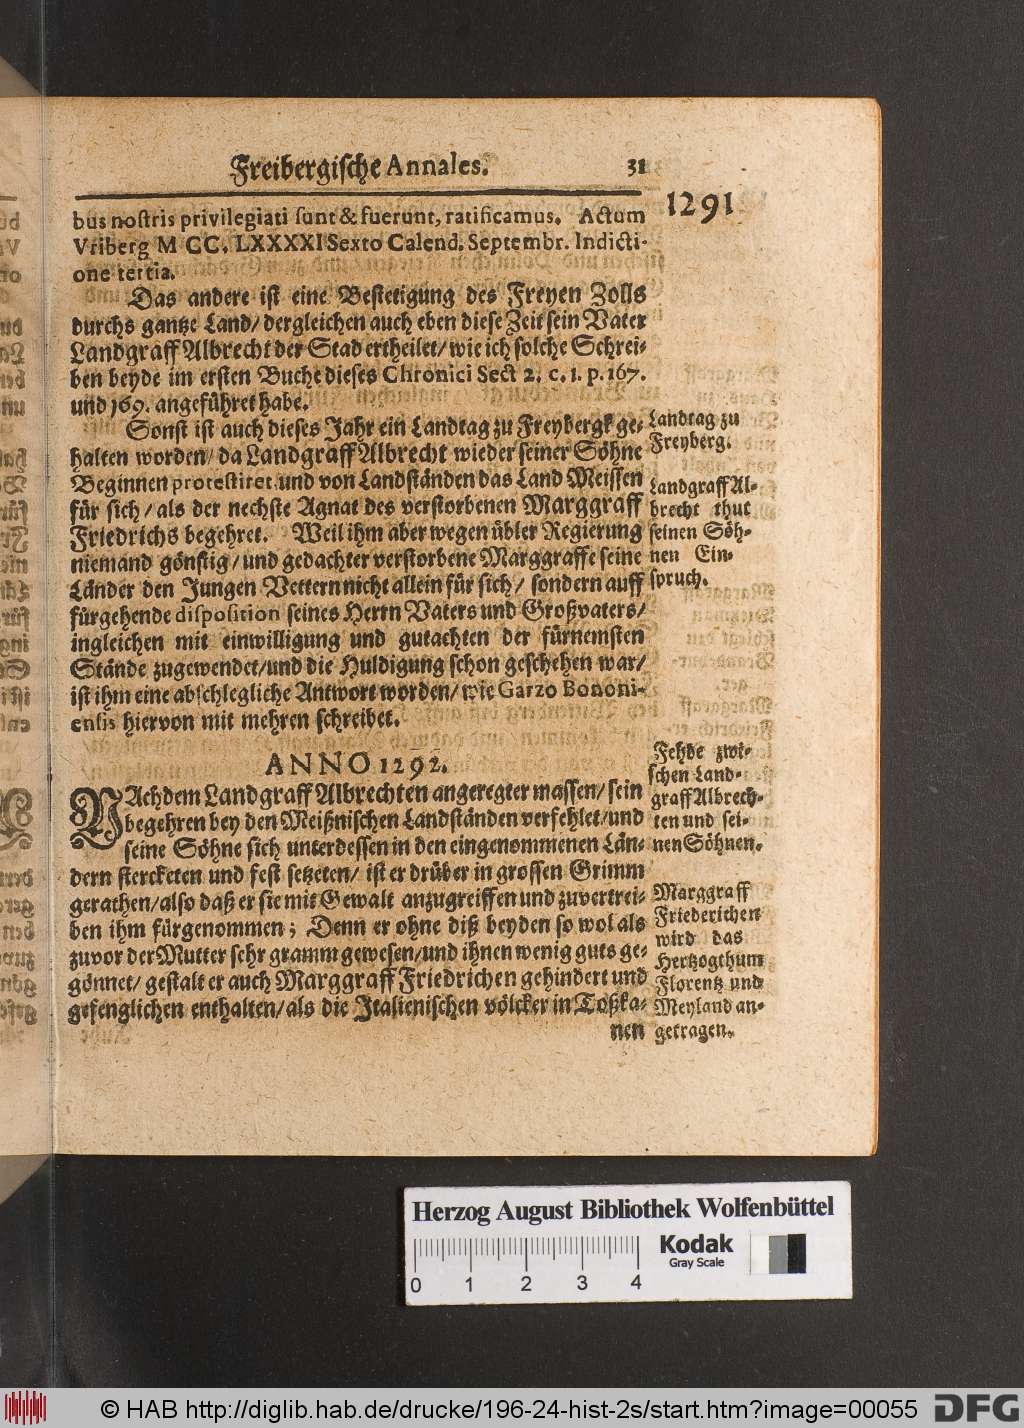 Freibergische Annales. 31
1291
bus nostris privilegiati sunt & fuerunt, ratificamus. Actum
Vriberg M CC. LXXXXI Sexto Calend. Septembr. Indicti-
one tertia.
Das andere ist eine Bestetigung des Freyen Zolls
durchs gantze Land/ dergleichen auch eben diese Zeit sein Vater
Landgraff Albrecht der Stad ertheilet/ wie ich solche Schrei-
ben beyde im ersten Buche dieses Chronici Sect 2. c. 1. p. 167.
und 169. angeführet habe.
Sonst ist auch dieses Jahr ein Landtag zu Freybergk ge-
halten worden/ da Landgraff Albrecht wieder seiner Söhne
Beginnen protestiret und von Landständen das Land Meissen
für sich/ als der nechste Agnat des verstorbenen Marggraff
Friedrichs begehret. Weil ihm aber wegen übler Regierung
niemand gönstig/ und gedachter verstorbene Marggraffe seine
Länder den Jungen Vettern nicht allein für sich/ sondern auff
fürgehende disposition seines Herrn Vaters und Großvaters/
ingleichen mit einwilligung und gutachten der fürnemsten
Stände zugewendet/ und die Huldigung schon geschehen war/
ist ihm eine abschlegliche Antwort worden/ wie Garzo Bononi-
ensis hiervon mit mehren schreibet.
Landtag zu
Freyberg.
Landgraff Al-
brecht thut
seinen Söh-
nen Ein-
spruch.
ANNO 1292.
NAchdem Landgraff Albrechten angeregter massen/ sein
begehren bey den Meißnischen Landständen verfehlet/ und
seine Söhne sich unterdessen in den eingenommenen Län-
dern stercketen und fest setzeten/ ist er drüber in grossen Grimm
gerathen/ also daß er sie mit Gewalt anzugreiffen und zuvertrei-
ben ihm fürgenommen; Denn er ohne diß beyden so wol als
zuvor der Mutter sehr gramm gewesen/ und ihnen wenig guts ge-
gönnet/ gestalt er auch Marggraff Friedrichen gehindert und
gefenglichen enthalten/ als die Italienischen völcker in Toßka-
nen
Fehde zwi-
schen Land-
graff Albrech-
ten und sei-
nen Söhnen.
Marggraff
Friederichen
wird das
Hertzogthum
Florentz und
Meyland an-
getragen.
Herzog August Bibliothek Wolfenbüttel
Kodak
Gray Scale
0 1 2 3 4
© HAB http://diglib.hab.de/drucke/196-24-hist-2s/start.htm?image=00055
DFG